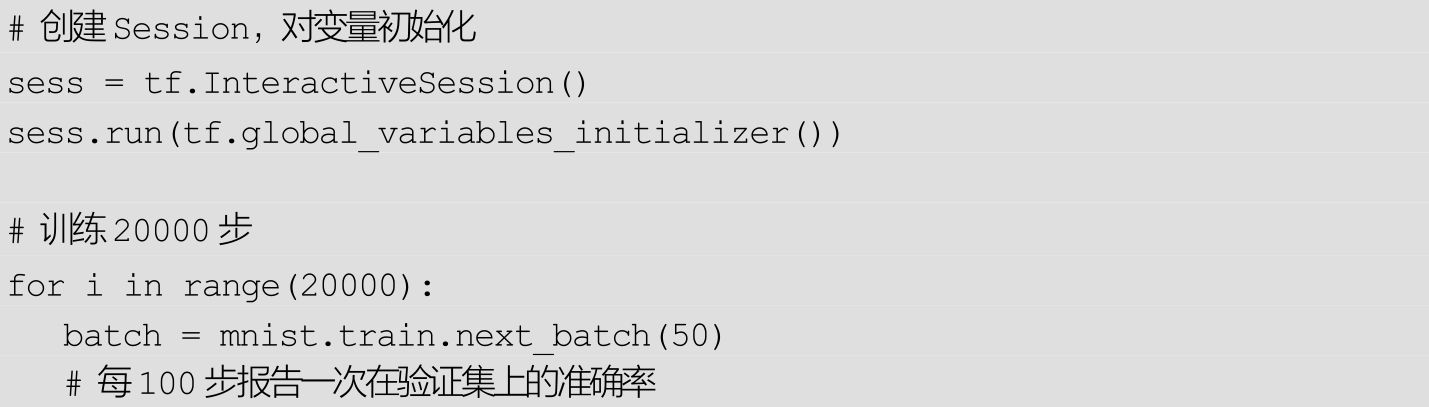 # 创建 Session，对变量初始化
sess = tf.InteractiveSession()
sess.run(tf.global_variables_initializer())
# 训练 20000 步
for i in range(20000):
batch = mnist.train.next_batch(50)
# 每 100 步报告一次在验证集上的准确率